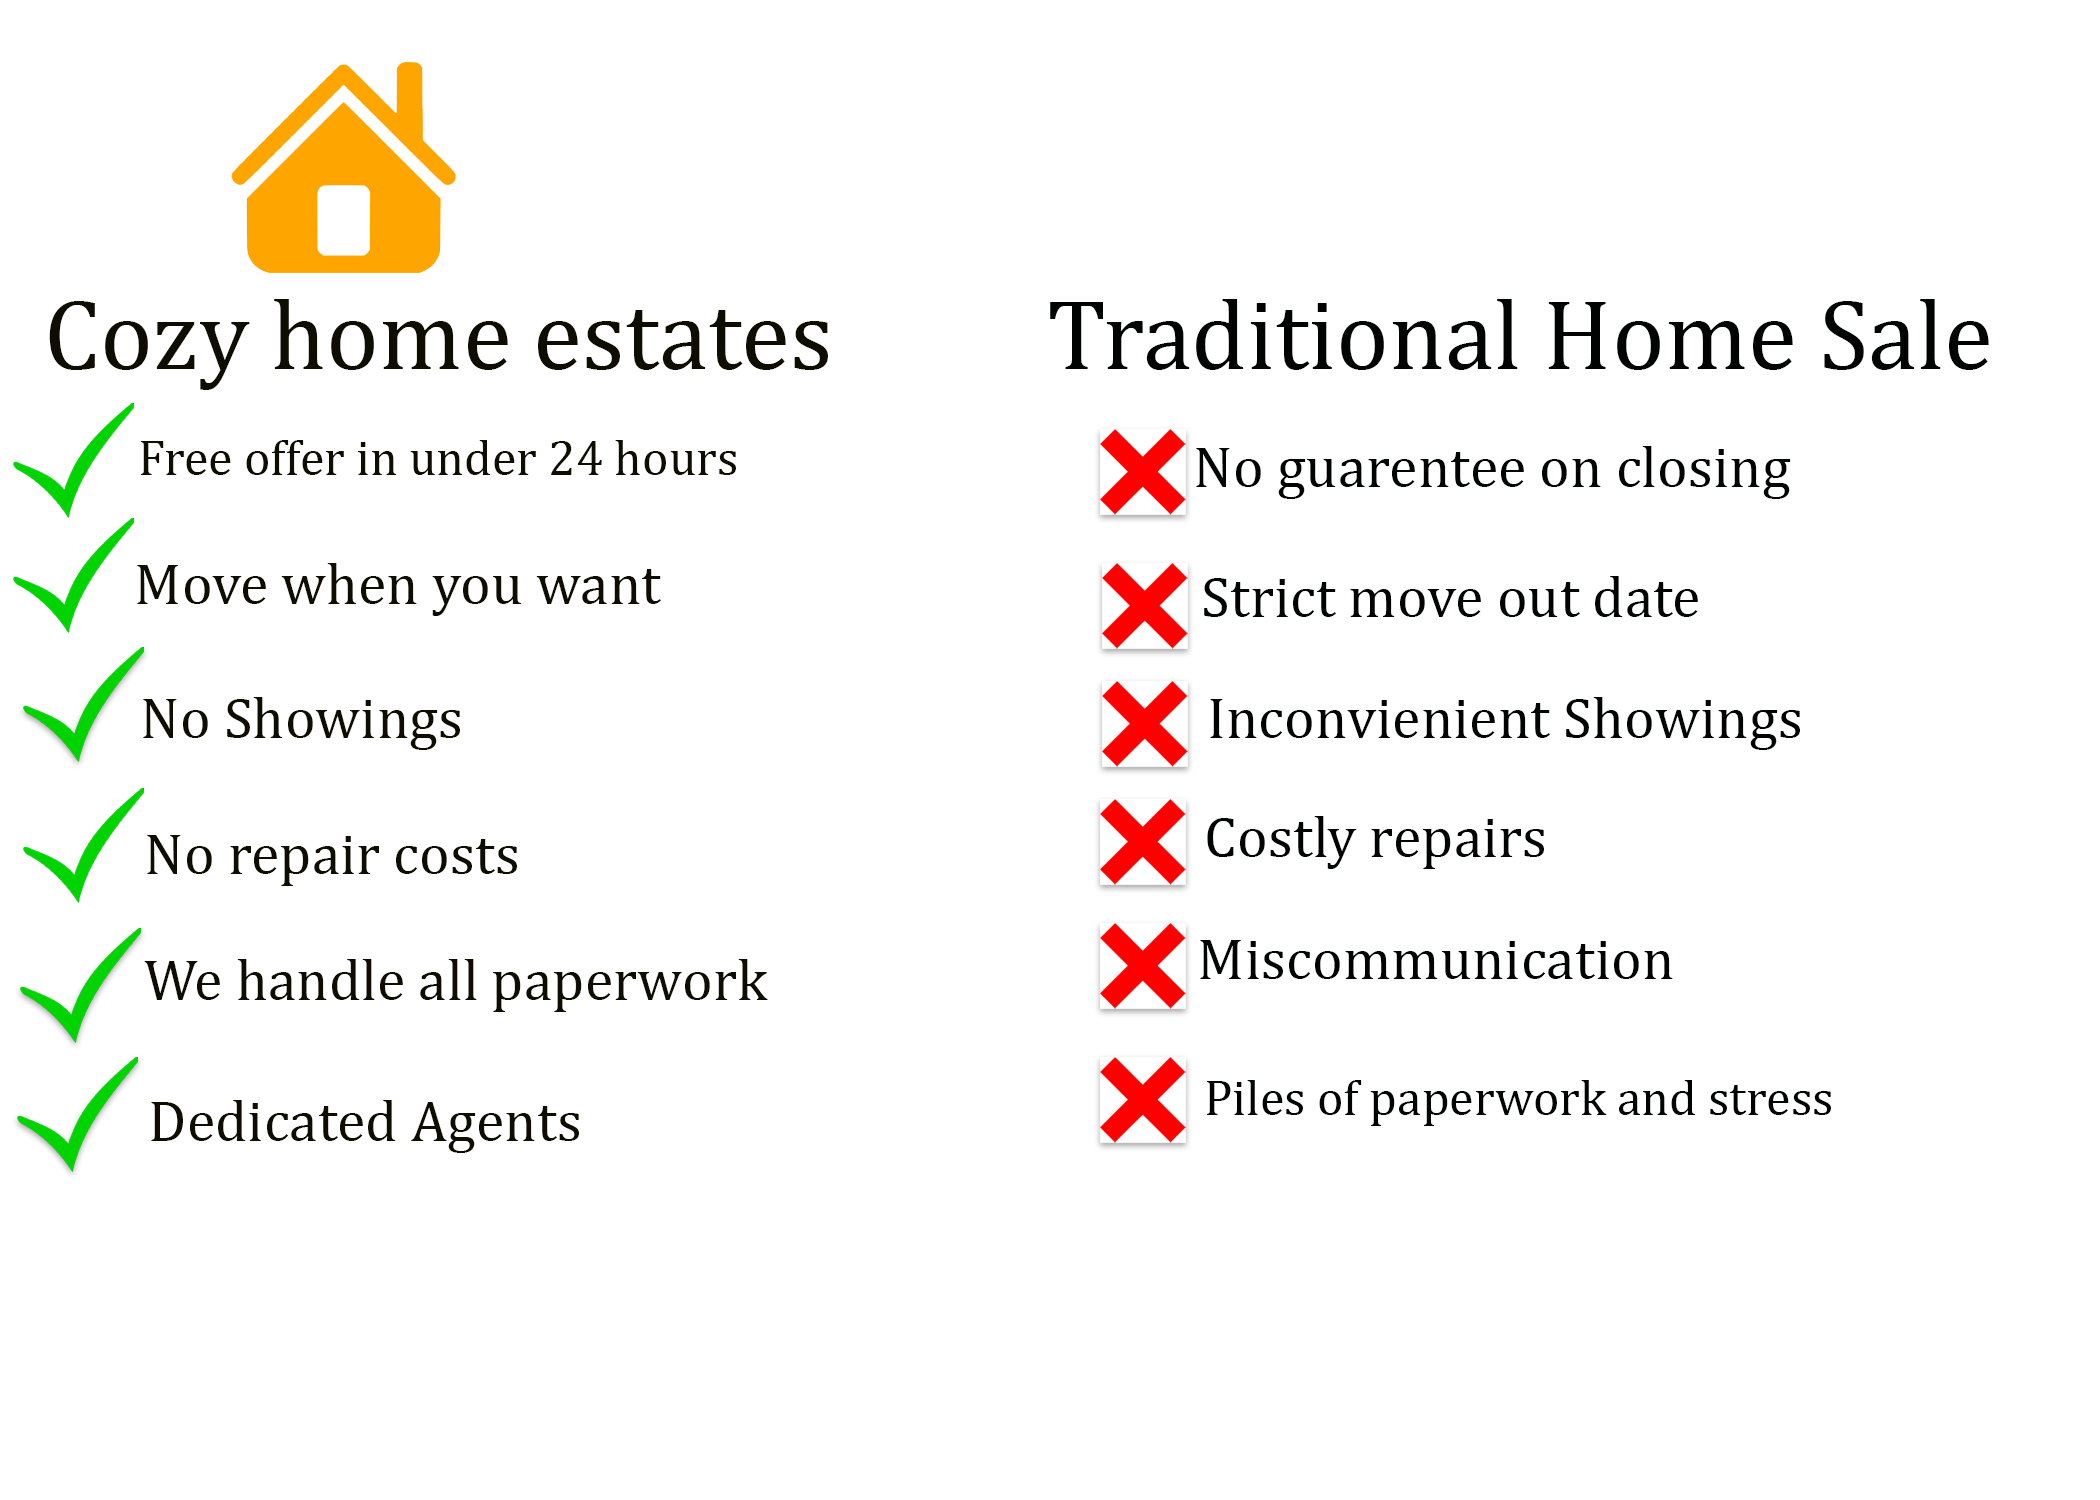 Cozy home estates
Free offer in under 24 hours
Move when you want
No Showings
No repair costs
We handle all paperwork
Dedicated Agents
Traditional Home Sale
No guarentee on closing
Strict move out date
Inconvienient Showings
Costly repairs
Miscommunication
Piles of paperwork and stress